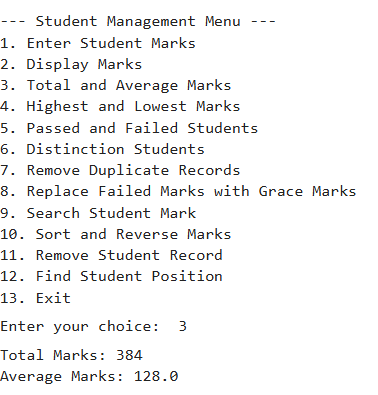 --- Student Management Menu ---
1. Enter Student Marks
2. Display Marks
3. Total and Average Marks
4. Highest and Lowest Marks
5. Passed and Failed Students
6. Distinction Students
7. Remove Duplicate Records
8. Replace Failed Marks with Grace Marks
9. Search Student Mark
10. Sort and Reverse Marks
11. Remove Student Record
12. Find Student Position
13. Exit
Enter your choice:  3
Total Marks: 384
Average Marks: 128.0